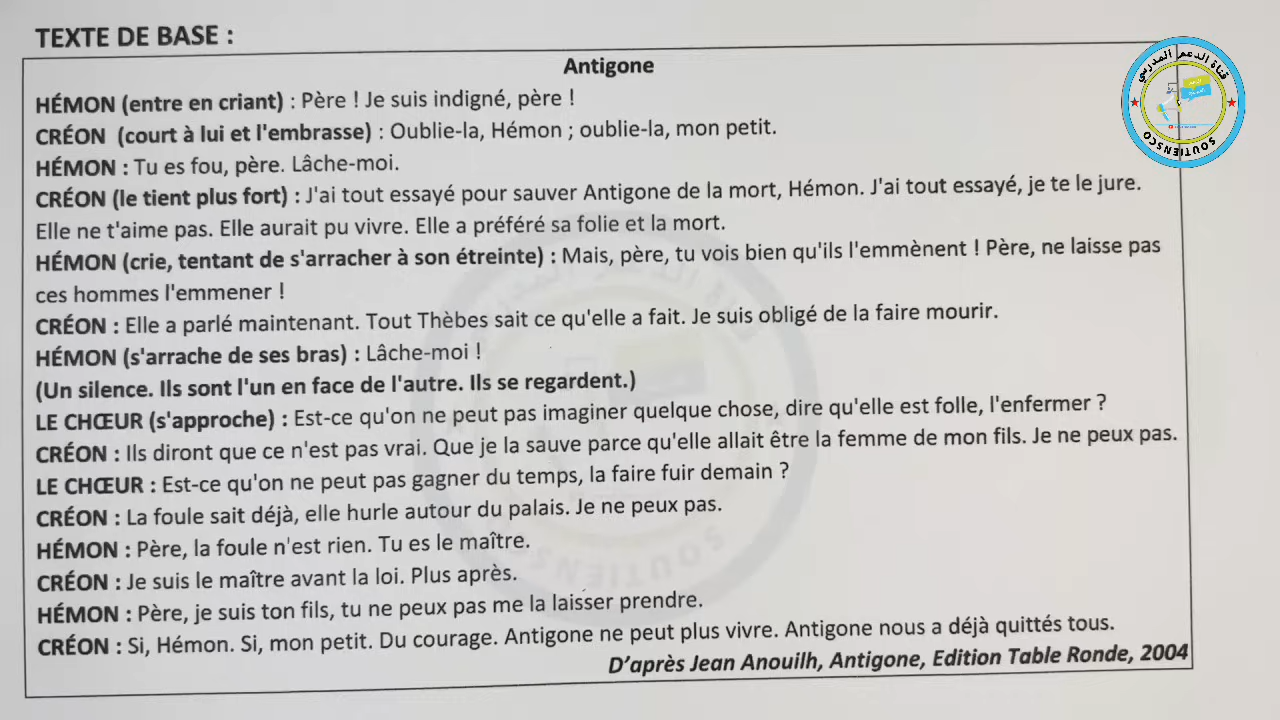 TEXTE DE BASE :
Antigone
HÉMON (entre en criant) : Père ! Je suis indigné, père !
CRÉON (court à lui et l'embrasse) : Oublie-la, Hémon ; oublie-la, mon petit.
HÉMON : Tu es fou, père. Lâche-moi.
CRÉON (le tient plus fort) : J'ai tout essayé pour sauver Antigone de la mort, Hémon. J'ai tout essayé, je te le jure.
Elle ne t'aime pas. Elle aurait pu vivre. Elle a préféré sa folie et la mort.
HÉMON (crie, tentant de s'arracher à son étreinte) : Mais, père, tu vois bien qu'ils l'emmènent ! Père, ne laisse pas
ces hommes l'emmener !
CRÉON : Elle a parlé maintenant. Tout Thèbes sait ce qu'elle a fait. Je suis obligé de la faire mourir.
HÉMON (s'arrache de ses bras) : Lâche-moi !
(Un silence. Ils sont l'un en face de l'autre. Ils se regardent.)
LE CHŒUR (s'approche) : Est-ce qu'on ne peut pas imaginer quelque chose, dire qu'elle est folle, l'enfermer ?
CRÉON : Ils diront que ce n'est pas vrai. Que je la sauve parce qu'elle allait être la femme de mon fils. Je ne peux pas.
LE CHŒUR : Est-ce qu'on ne peut pas gagner du temps, la faire fuir demain ?
CRÉON : La foule sait déjà, elle hurle autour du palais. Je ne peux pas.
HÉMON : Père, la foule n'est rien. Tu es le maître.
CRÉON : Je suis le maître avant la loi. Plus après.
HÉMON : Père, je suis ton fils, tu ne peux pas me la laisser prendre.
CRÉON : Si, Hémon. Si, mon petit. Du courage. Antigone ne peut plus vivre. Antigone nous a déjà quittés tous.
D'après Jean Anouilh, Antigone, Edition Table Ronde, 2004
قناة الدعم المدرسي
SOUTIENSCO